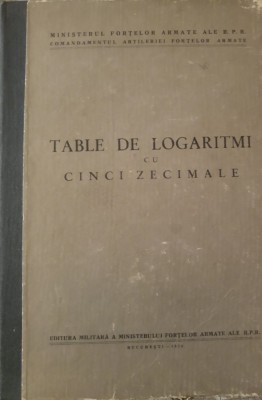 MINISTERUL FORȚELOR ARMATE ALE R.P.R.
COMANDAMENTUL ARTILERIEI FORȚELOR ARMATE
TABLE DE LOGARITMI
CU
CINCI ZECIMALE
EDITURA MILITARĂ A MINISTERULUI FORȚELOR ARMATE ALE R.P.R.
BUCUREȘTI